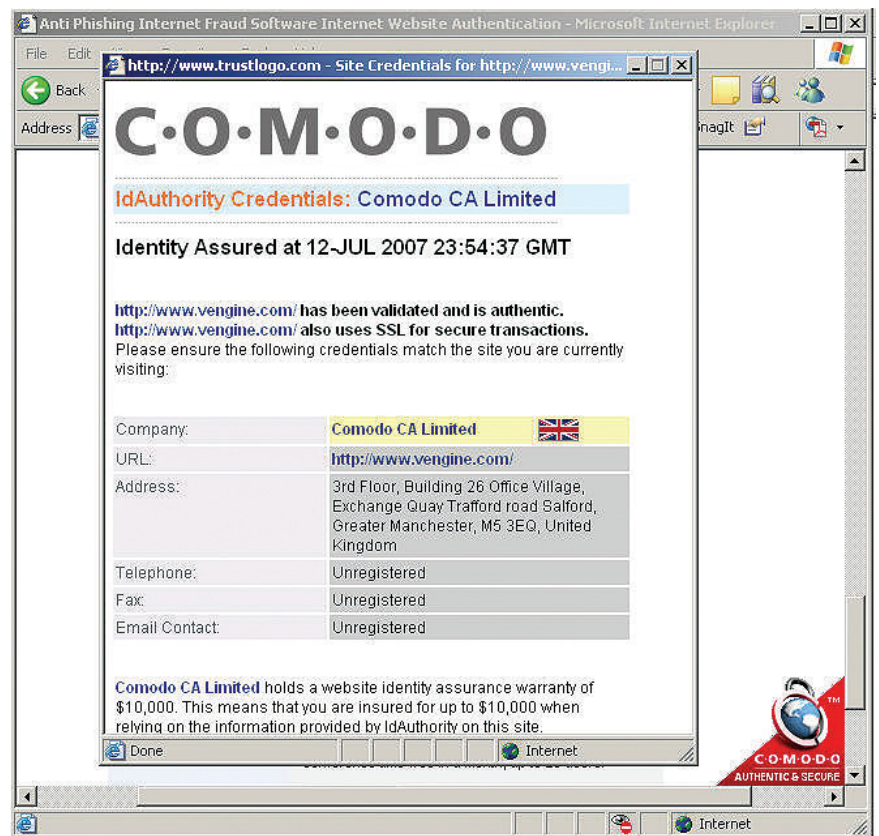 Anti Phishing Internet Fraud Software Internet Website Authentication - Microsoft Internet Explorer
File Edit
http://www.trustlogo.com - Site Credentials for http://www.vengi...
Back
Address
SnagIt
C·O·M·O·D·O
IdAuthority Credentials: Comodo CA Limited
Identity Assured at 12-JUL 2007 23:54:37 GMT
http://www.vengine.com/ has been validated and is authentic.
http://www.vengine.com/ also uses SSL for secure transactions.
Please ensure the following credentials match the site you are currently
visiting:
Company: Comodo CA Limited
URL: http://www.vengine.com/
Address: 3rd Floor, Building 26 Office Village,
Exchange Quay Trafford road Salford,
Greater Manchester, M5 3EQ, United
Kingdom
Telephone: Unregistered
Fax: Unregistered
Email Contact: Unregistered
Comodo CA Limited holds a website identity assurance warranty of
$10,000. This means that you are insured for up to $10,000 when
relying on the information provided by IdAuthority on this site.
Done Internet
TM
C·O·M·O·D·O
AUTHENTIC & SECURE
Internet